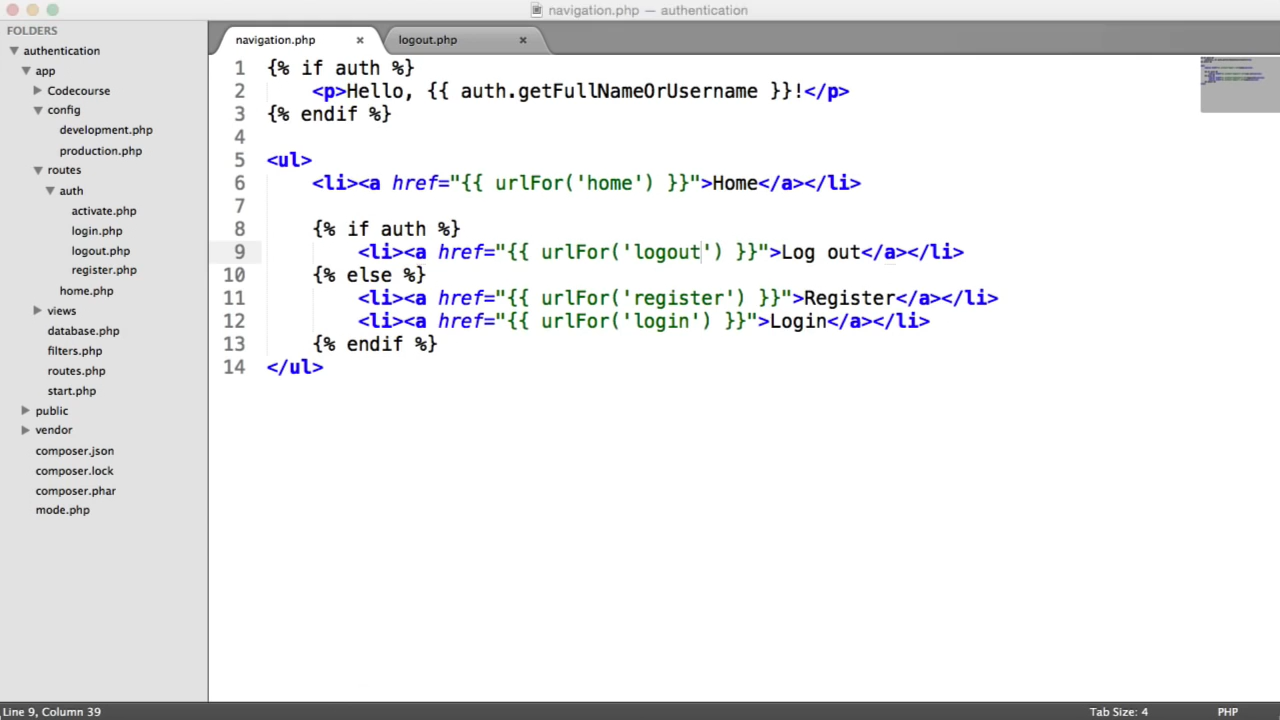 navigation.php — authentication
FOLDERS
authentication
app
Codecourse
config
development.php
production.php
routes
auth
activate.php
login.php
logout.php
register.php
home.php
views
database.php
filters.php
routes.php
start.php
public
vendor
composer.json
composer.lock
composer.phar
mode.php
navigation.php × logout.php ×
1 {% if auth %}
2 <p>Hello, {{ auth.getFullNameOrUsername }}!</p>
3 {% endif %}
4
5 <ul>
6 <li><a href="{{ urlFor('home') }}">Home</a></li>
7
8 {% if auth %}
9 <li><a href="{{ urlFor('logout') }}">Log out</a></li>
10 {% else %}
11 <li><a href="{{ urlFor('register') }}">Register</a></li>
12 <li><a href="{{ urlFor('login') }}">Login</a></li>
13 {% endif %}
14 </ul>
Line 9, Column 39 Tab Size: 4 PHP